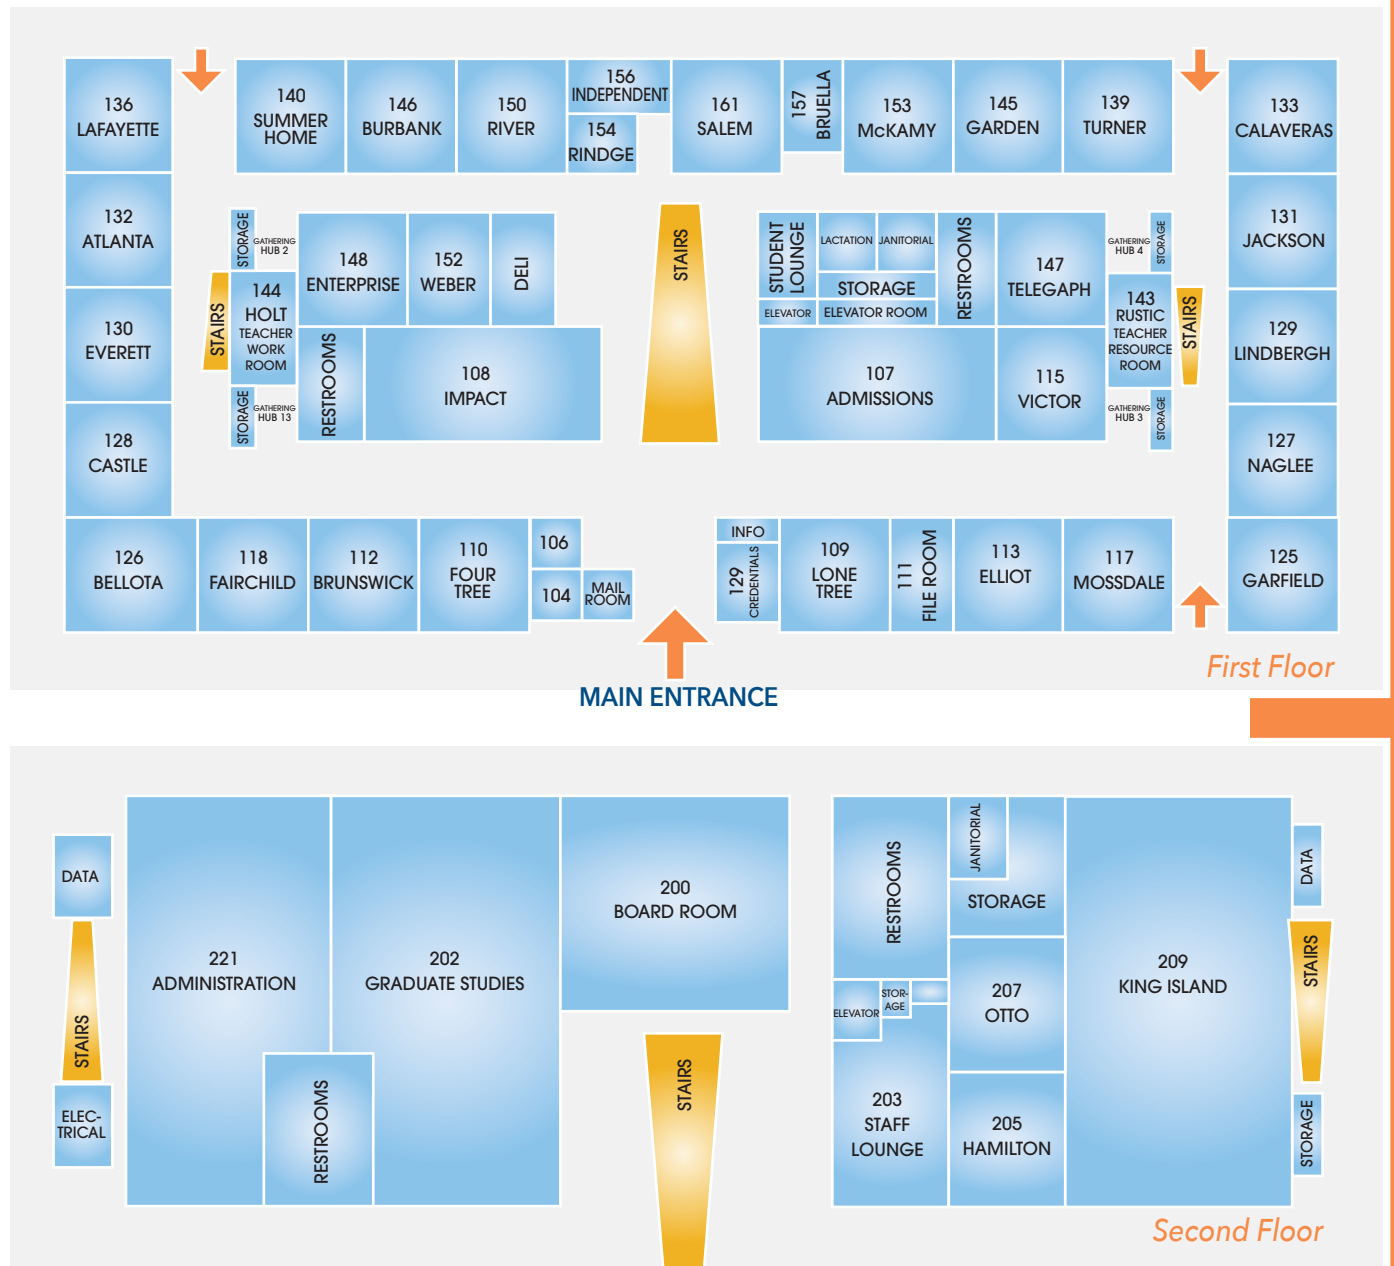 136
LAFAYETTE
140
SUMMER
HOME
146
BURBANK
150
RIVER
156
INDEPENDENT
154
RINDGE
161
SALEM
157
BRUELLA
153
McKAMY
145
GARDEN
139
TURNER
133
CALAVERAS
132
ATLANTA
STORAGE
GATHERING
HUB 2
148
ENTERPRISE
152
WEBER
DELI
STAIRS
STUDENT
LOUNGE
LACTATION
JANITORIAL
STORAGE
ELEVATOR
ELEVATOR ROOM
RESTROOMS
147
TELEGAPH
GATHERING
HUB 4
STORAGE
131
JACKSON
130
EVERETT
STAIRS
144
HOLT
TEACHER
WORK
ROOM
RESTROOMS
108
IMPACT
107
ADMISSIONS
115
VICTOR
143
RUSTIC
TEACHER
RESOURCE
ROOM
STAIRS
129
LINDBERGH
STORAGE
GATHERING
HUB 13
GATHERING
HUB 3
STORAGE
128
CASTLE
127
NAGLEE
126
BELLOTA
118
FAIRCHILD
112
BRUNSWICK
110
FOUR
TREE
106
104
MAIL
ROOM
INFO
129
CREDENTIALS
109
LONE
TREE
111
FILE ROOM
113
ELLIOT
117
MOSSDALE
125
GARFIELD
First Floor
MAIN ENTRANCE
DATA
STAIRS
ELEC-
TRICAL
221
ADMINISTRATION
202
GRADUATE STUDIES
RESTROOMS
200
BOARD ROOM
STAIRS
RESTROOMS
JANITORIAL
STORAGE
ELEVATOR
STOR-
AGE
207
OTTO
203
STAFF
LOUNGE
205
HAMILTON
209
KING ISLAND
DATA
STAIRS
STORAGE
Second Floor